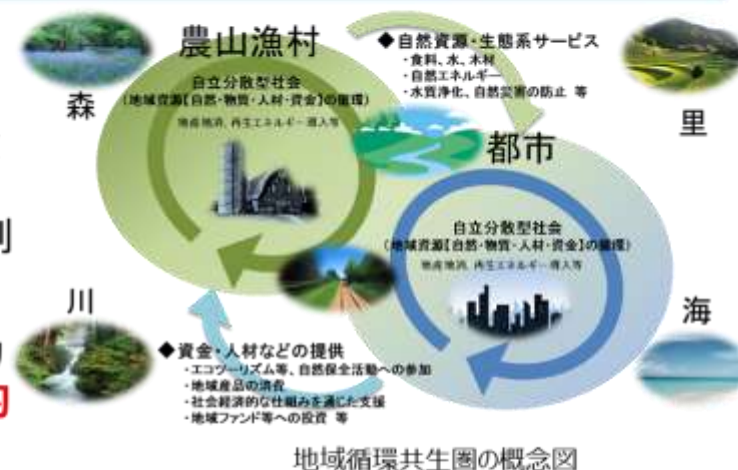 農山漁村
森
自立分散型社会
(地域資源【自然・物質・人材・資金】の循環)
地産地消、再生エネルギー導入等
◆自然資源・生態系サービス
・食料、水、木材
・自然エネルギー
・水質浄化、自然災害の防止 等
里
都市
自立分散型社会
(地域資源【自然・物質・人材・資金】の循環)
地産地消、再生エネルギー導入等
川
海
◆資金・人材などの提供
・エコツーリズム等、自然保全活動への参加
・地域産品の消費
・社会経済的な仕組みを通じた支援
・地域ファンド等への投資 等
的
地域循環共生圏の概念図